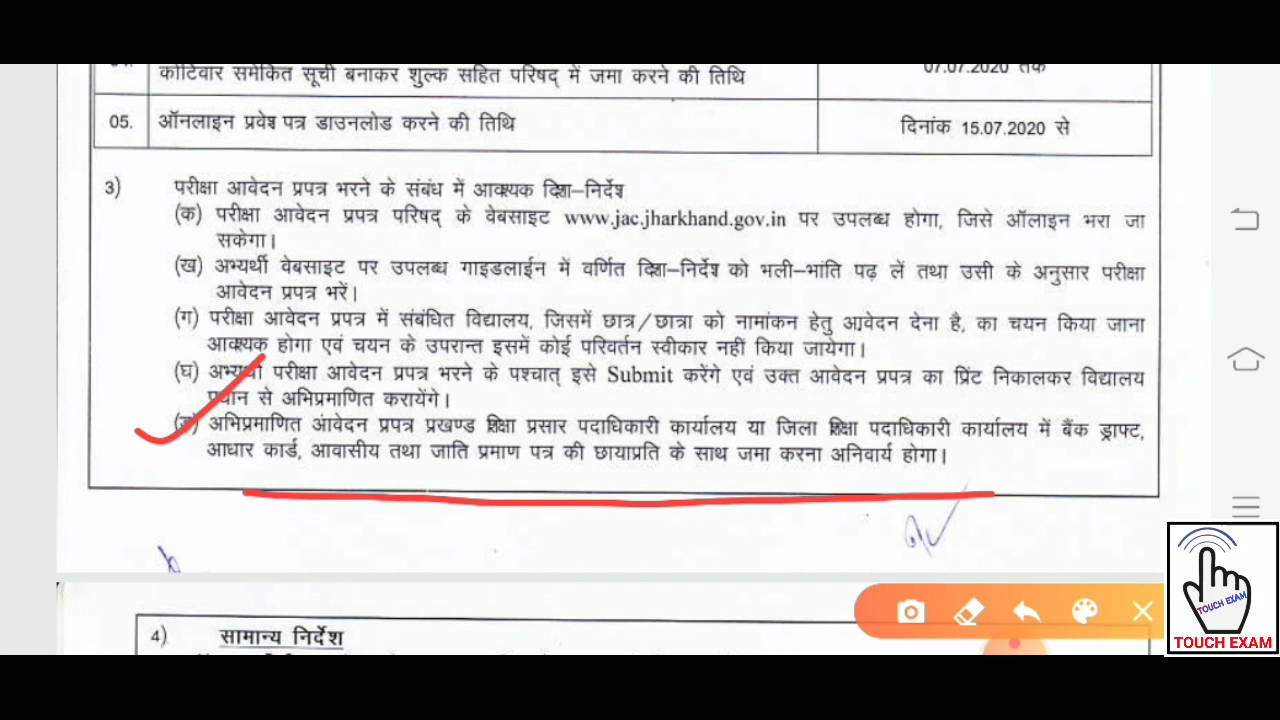 कोटिवार समेकित सूची बनाकर शुल्क सहित परिषद् में जमा करने की तिथि
07.07.2020 तक
05. ऑनलाइन प्रवेश पत्र डाउनलोड करने की तिथि दिनांक 15.07.2020 से
3) परीक्षा आवेदन प्रपत्र भरने के संबंध में आवश्यक दिशा–निर्देश
(क) परीक्षा आवेदन प्रपत्र परिषद् के वेबसाइट www.jac.jharkhand.gov.in पर उपलब्ध होगा, जिसे ऑलाइन भरा जा
सकेगा।
(ख) अभ्यर्थी वेबसाइट पर उपलब्ध गाइडलाईन में वर्णित दिशा–निर्देश को भली–भांति पढ़ लें तथा उसी के अनुसार परीक्षा
आवेदन प्रपत्र भरें।
(ग) परीक्षा आवेदन प्रपत्र में संबंधित विद्यालय, जिसमें छात्र/छात्रा को नामांकन हेतु आवेदन देना है, का चयन किया जाना
आवश्यक होगा एवं चयन के उपरान्त इसमें कोई परिवर्तन स्वीकार नहीं किया जायेगा।
(घ) अभ्यर्थी परीक्षा आवेदन प्रपत्र भरने के पश्चात् इसे Submit करेंगे एवं उक्त आवेदन प्रपत्र का प्रिंट निकालकर विद्यालय
प्रधान से अभिप्रमाणित करायेंगे।
(ङ) अभिप्रमाणित आवेदन प्रपत्र प्रखण्ड शिक्षा प्रसार पदाधिकारी कार्यालय या जिला शिक्षा पदाधिकारी कार्यालय में बैंक ड्राफ्ट,
आधार कार्ड, आवासीय तथा जाति प्रमाण पत्र की छायाप्रति के साथ जमा करना अनिवार्य होगा।
4) सामान्य निर्देश
TOUCH EXAM
TOUCH EXAM